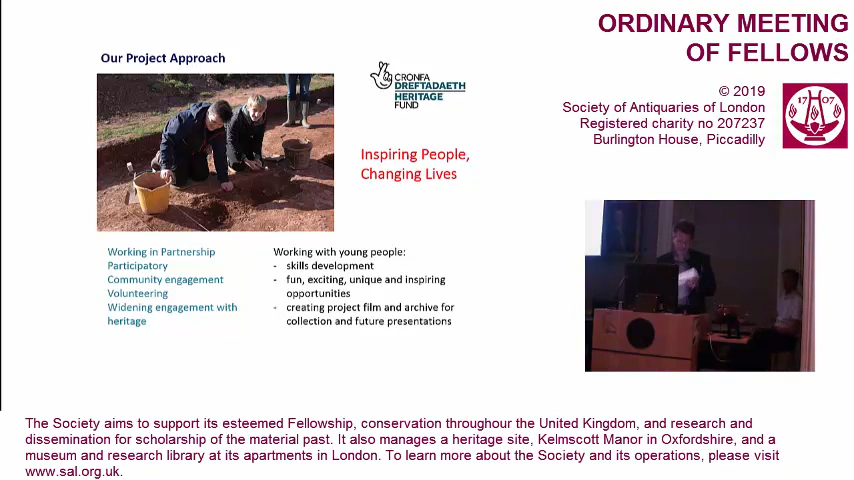 ORDINARY MEETING
OF FELLOWS
© 2019
Society of Antiquaries of London
Registered charity no 207237
Burlington House, Piccadilly
17 07
Our Project Approach
CRONFA
DREFTADAETH
HERITAGE
FUND
Inspiring People,
Changing Lives
Working in Partnership
Participatory
Community engagement
Volunteering
Widening engagement with
heritage
Working with young people:
- skills development
- fun, exciting, unique and inspiring
opportunities
- creating project film and archive for
collection and future presentations
The Society aims to support its esteemed Fellowship, conservation throughour the United Kingdom, and research and
dissemination for scholarship of the material past. It also manages a heritage site, Kelmscott Manor in Oxfordshire, and a
museum and research library at its apartments in London. To learn more about the Society and its operations, please visit
www.sal.org.uk.